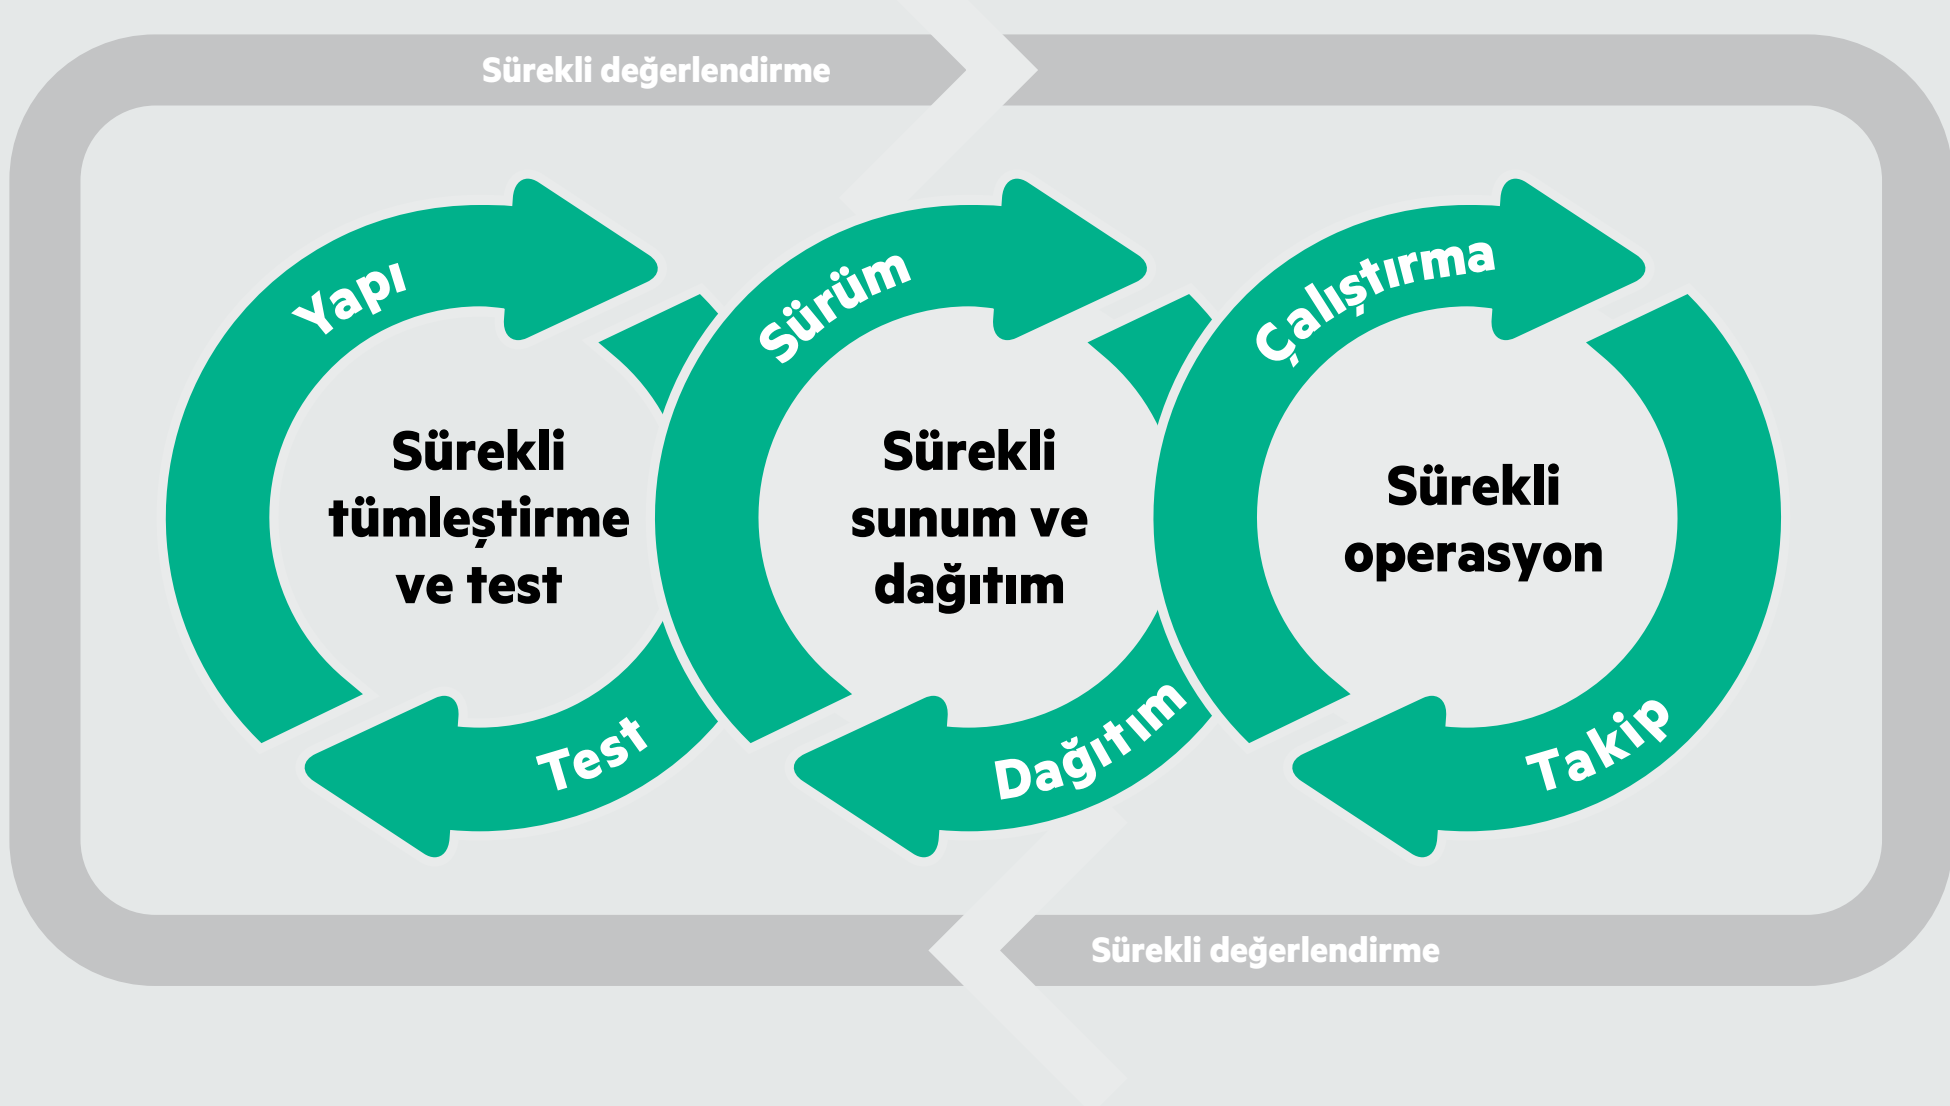 Sürekli değerlendirme
Yapı
Sürekli
tümleştirme
ve test
Test
Sürüm
Sürekli
sunum ve
dağıtım
Dağıtım
Çalıştırma
Sürekli
operasyon
Takip
Sürekli değerlendirme